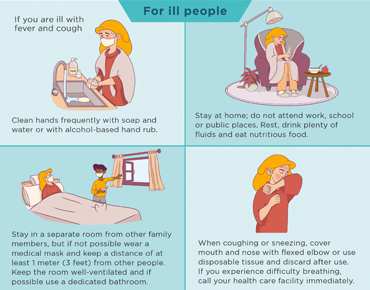 For ill people
If you are ill with
fever and cough
Clean hands frequently with soap and
water or with alcohol-based hand rub.
Stay at home; do not attend work, school
or public places. Rest, drink plenty of
fluids and eat nutritious food.
Stay in a separate room from other family
members, but if not possible wear a
medical mask and keep a distance of at
least 1 meter (3 feet) from other people.
Keep the room well-ventilated and if
possible use a dedicated bathroom.
When coughing or sneezing, cover
mouth and nose with flexed elbow or use
disposable tissue and discard after use.
If you experience difficulty breathing,
call your health care facility immediately.